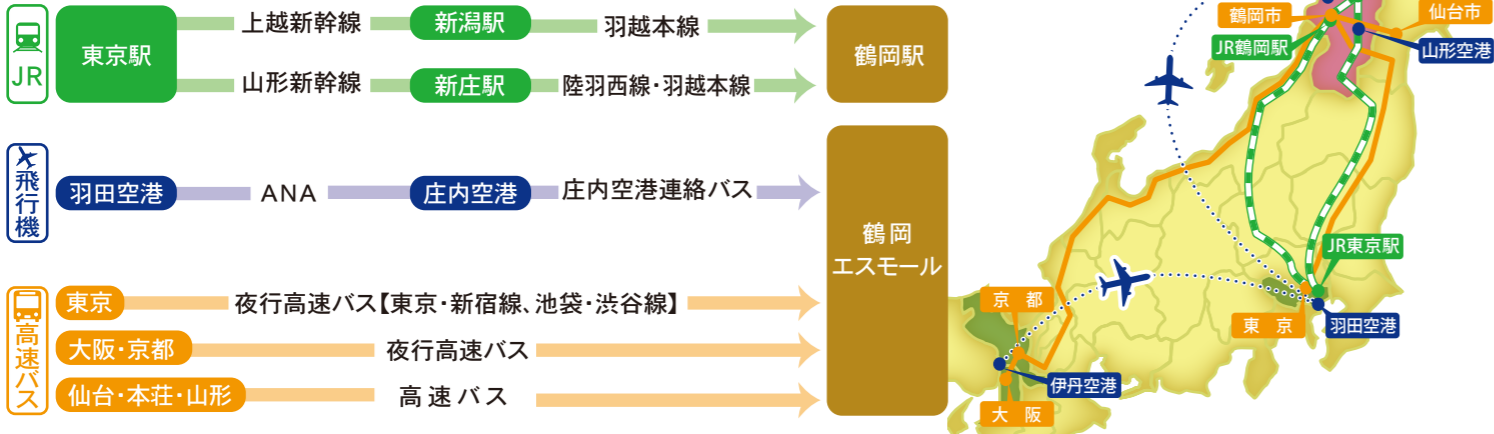 JR
東京駅
上越新幹線
新潟駅
羽越本線
山形新幹線
新庄駅
陸羽西線・羽越本線
鶴岡駅
飛行機
羽田空港
ANA
庄内空港
庄内空港連絡バス
鶴岡
エスモール
高速バス
東京
夜行高速バス【東京・新宿線、池袋・渋谷線】
大阪・京都
夜行高速バス
仙台・本荘・山形
高速バス
鶴岡市
仙台市
JR鶴岡駅
山形空港
JR東京駅
京都
東京
羽田空港
伊丹空港
大阪